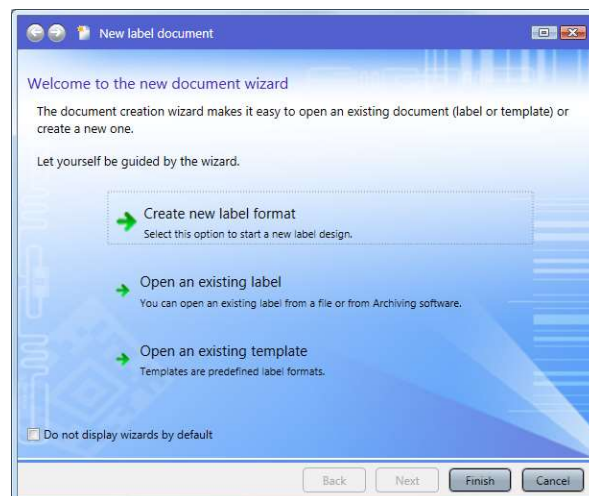 New label document
Welcome to the new document wizard
The document creation wizard makes it easy to open an existing document (label or template) or
create a new one.
Let yourself be guided by the wizard.
Create new label format
Select this option to start a new label design.
Open an existing label
You can open an existing label from a file or from Archiving software.
Open an existing template
Templates are predefined label formats.
Do not display wizards by default
Back Next Finish Cancel